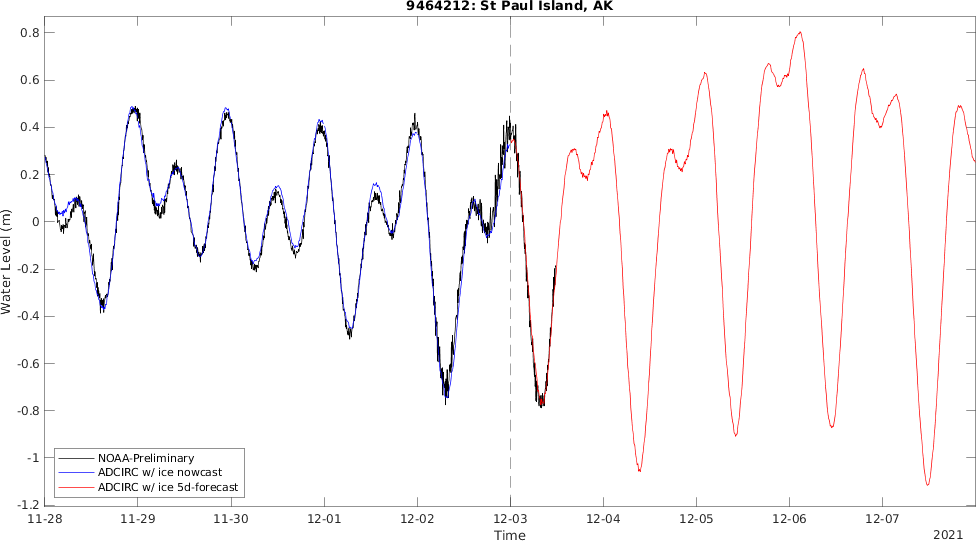 9464212: St Paul Island, AK
0.8
0.6
0.4
0.2
0
-0.2
-0.4
-0.6
-0.8
-1
-1.2
Water Level (m)
NOAA-Preliminary
ADCIRC w/ ice nowcast
ADCIRC w/ ice 5d-forecast
11-28 11-29 11-30 12-01 12-02 12-03 12-04 12-05 12-06 12-07
Time
2021